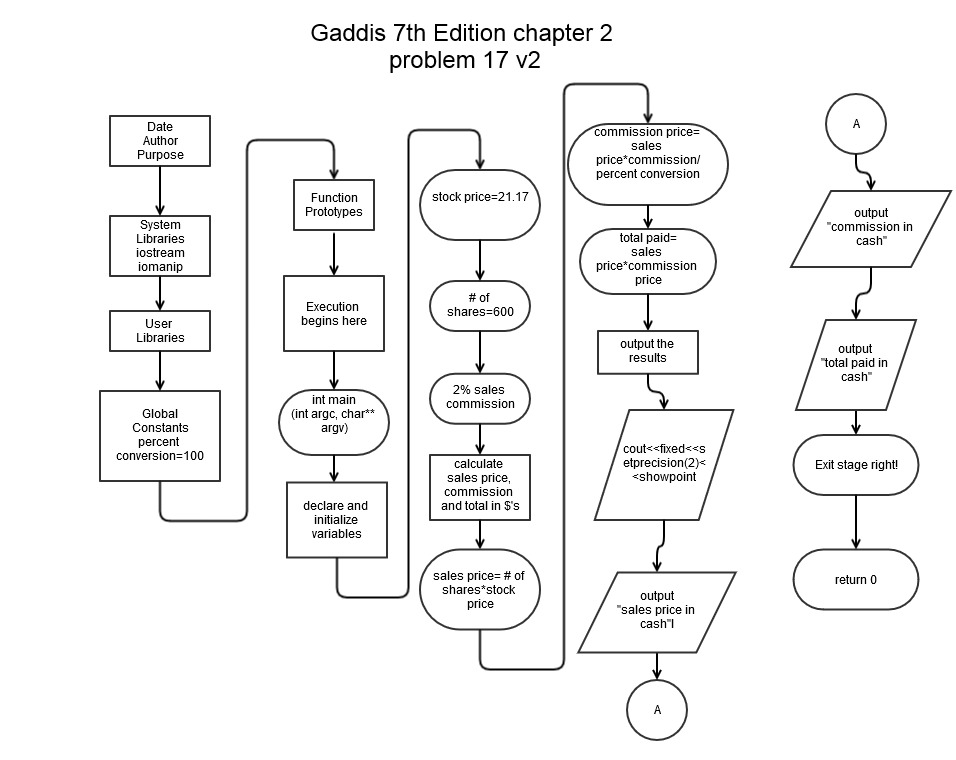 Gaddis 7th Edition chapter 2
problem 17 v2
Date
Author
Purpose
System
Libraries
iostream
iomanip
User
Libraries
Global
Constants
percent
conversion=100
Function
Prototypes
Execution
begins here
int main
(int argc, char**
argv)
declare and
initialize
variables
stock price=21.17
# of
shares=600
2% sales
commission
calculate
sales price,
commission
and total in $'s
sales price= # of
shares*stock
price
commission price=
sales
price*commission/
percent conversion
total paid=
sales
price*commission
price
output the
results
cout<<fixed<<s
etprecision(2)<
<showpoint
output
"sales price in
cash"l
A
A
output
"commission in
cash"
output
"total paid in
cash"
Exit stage right!
return 0